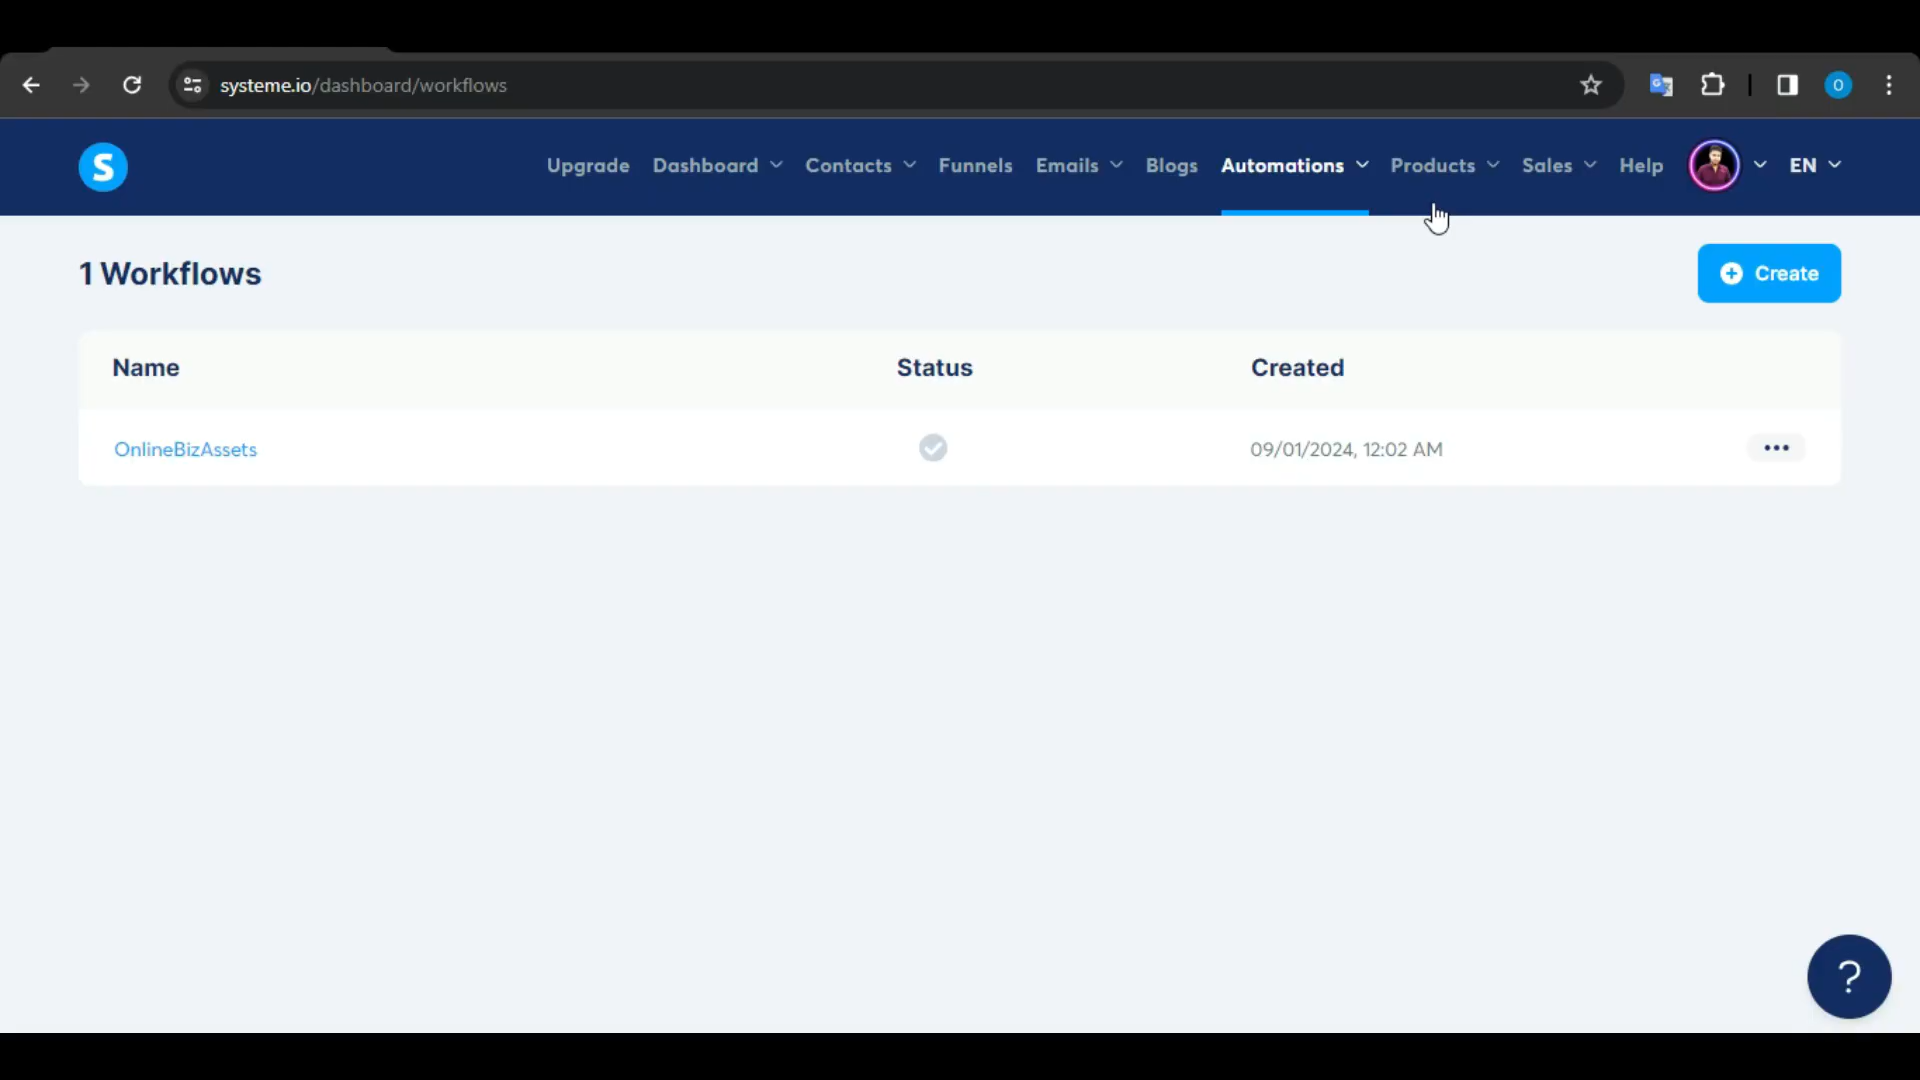 systeme.io/dashboard/workflows
O
S
Upgrade Dashboard Contacts Funnels Emails Blogs Automations Products Sales Help EN
1 Workflows
Create
Name Status Created
OnlineBizAssets 09/01/2024, 12:02 AM
?